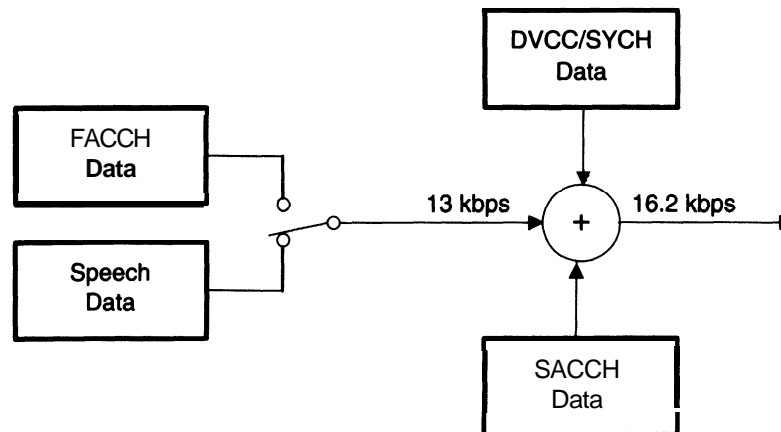 DVCC/SYCH
Data
FACCH
Data
13 kbps
+
16.2 kbps
Speech
Data
SACCH
Data